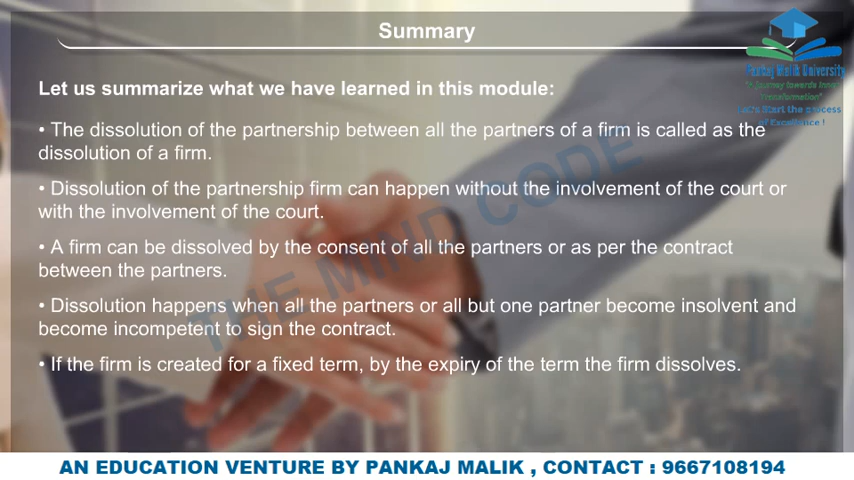 Summary
Pankaj Malik University
"A Journey towards Inner
Transformation"
Let's Start the process
of Excellence !
Let us summarize what we have learned in this module:
• The dissolution of the partnership between all the partners of a firm is called as the
dissolution of a firm.
• Dissolution of the partnership firm can happen without the involvement of the court or
with the involvement of the court.
• A firm can be dissolved by the consent of all the partners or as per the contract
between the partners.
• Dissolution happens when all the partners or all but one partner become insolvent and
become incompetent to sign the contract.
• If the firm is created for a fixed term, by the expiry of the term the firm dissolves.
THE MIND CODE
AN EDUCATION VENTURE BY PANKAJ MALIK , CONTACT : 9667108194